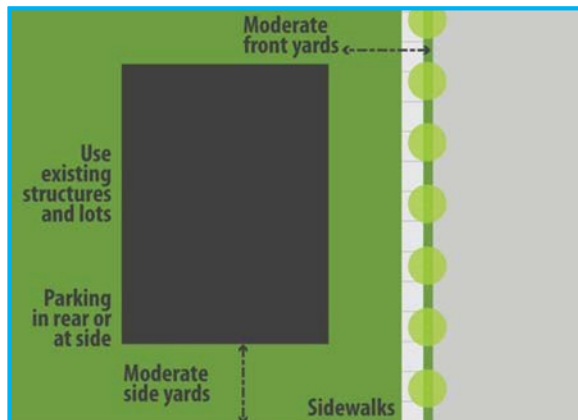 Moderate
front yards
Use
existing
structures
and lots
Parking
in rear or
at side
Moderate
side yards
Sidewalks